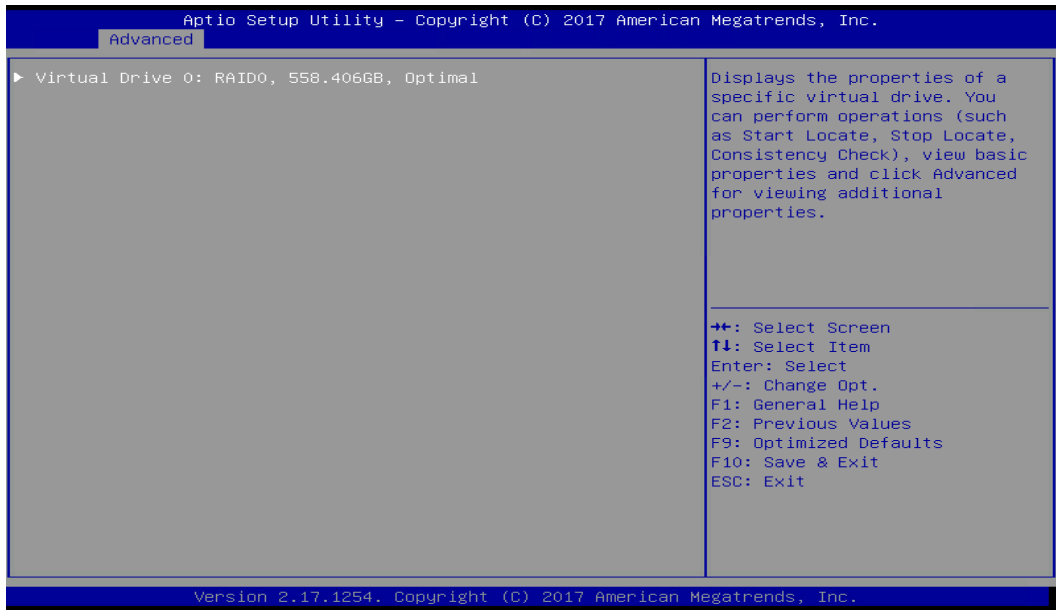 Aptio Setup Utility – Copyright (C) 2017 American Megatrends, Inc.
Advanced
▶ Virtual Drive 0: RAID0, 558.406GB, Optimal
Displays the properties of a
specific virtual drive. You
can perform operations (such
as Start Locate, Stop Locate,
Consistency Check), view basic
properties and click Advanced
for viewing additional
properties.
→←: Select Screen
↑↓: Select Item
Enter: Select
+/-: Change Opt.
F1: General Help
F2: Previous Values
F9: Optimized Defaults
F10: Save & Exit
ESC: Exit
Version 2.17.1254. Copyright (C) 2017 American Megatrends, Inc.